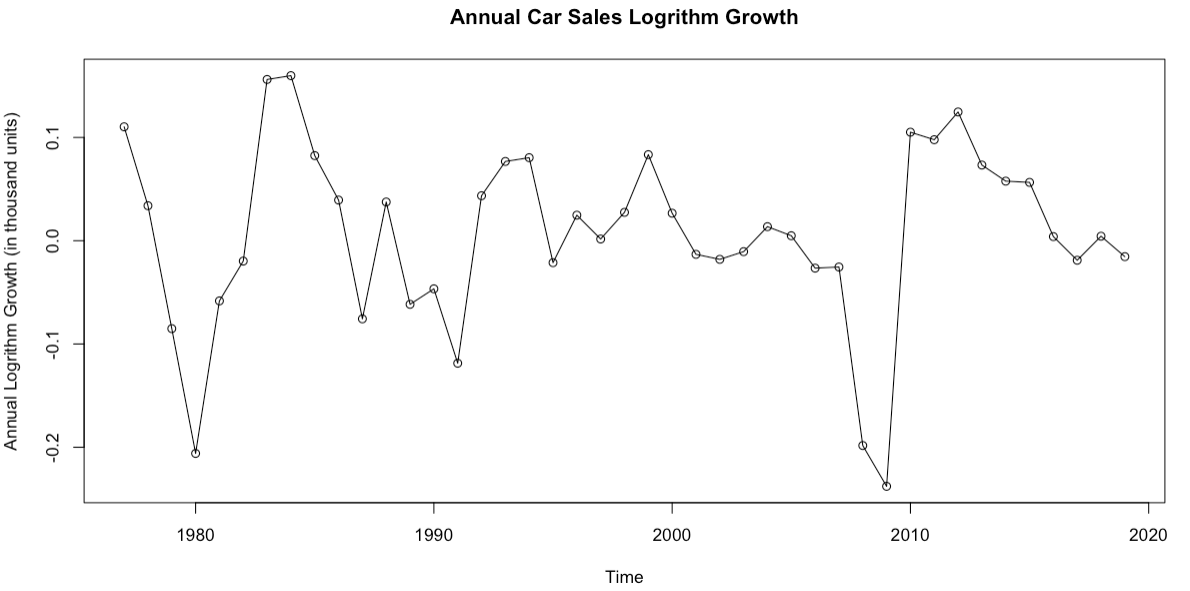 Annual Car Sales Logrithm Growth
Annual Logrithm Growth (in thousand units)
0.1
0.0
-0.1
-0.2
1980 1990 2000 2010 2020
Time